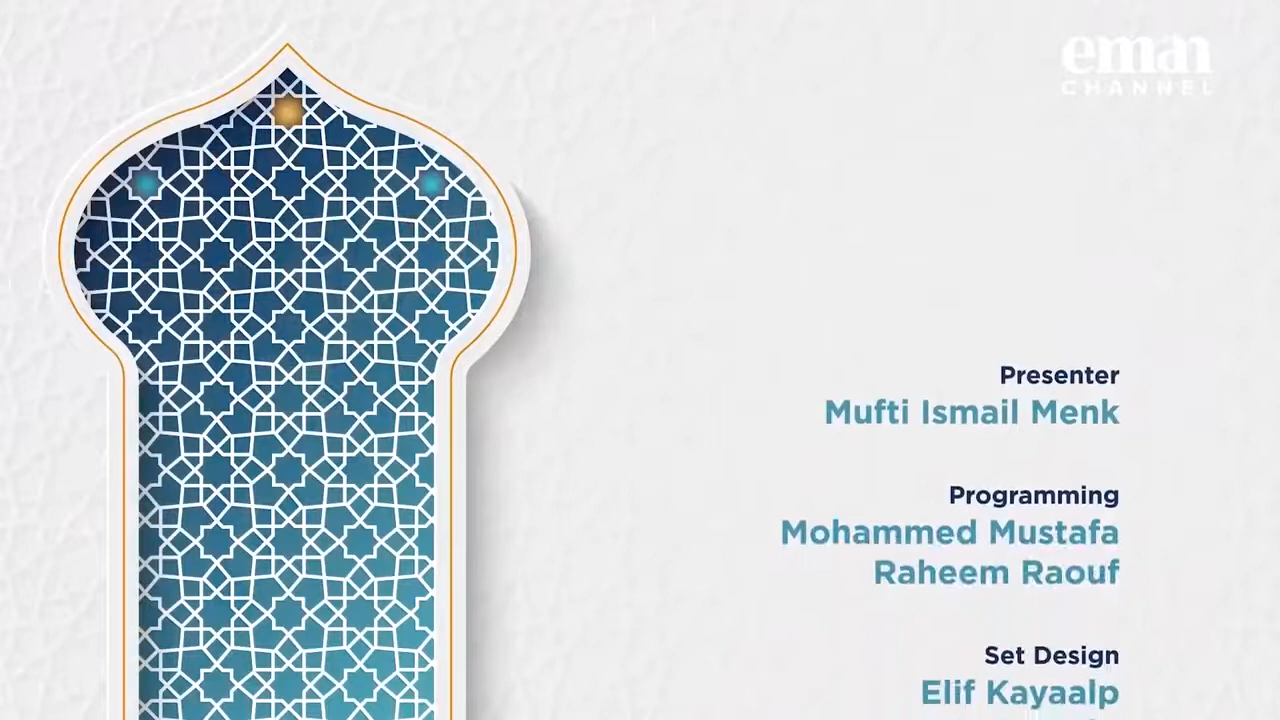 eman
CHANNEL
Presenter
Mufti Ismail Menk
Programming
Mohammed Mustafa
Raheem Raouf
Set Design
Elif Kayaalp